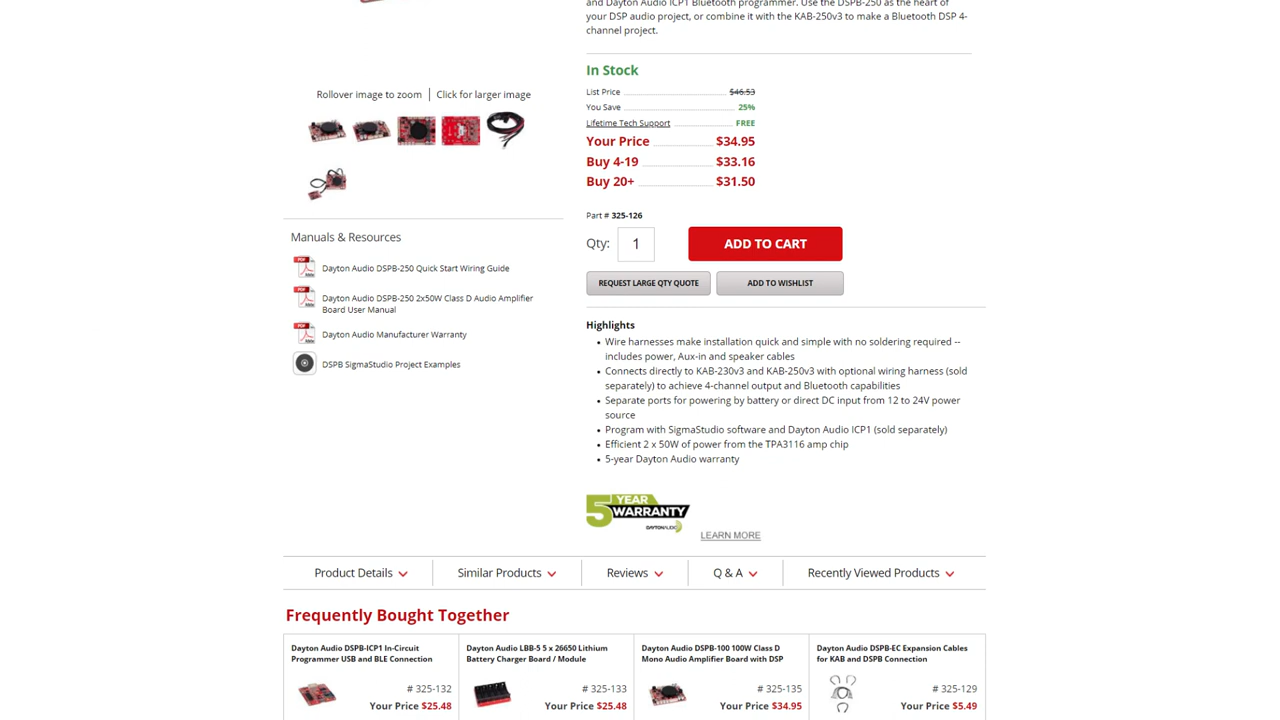 and Dayton Audio ICP1 Bluetooth programmer. Use the DSPB-250 as the heart of
your DSP audio project, or combine it with the KAB-250v3 to make a Bluetooth DSP 4-
channel project.
In Stock
List Price $46.53
You Save 25%
Lifetime Tech Support FREE
Your Price $34.95
Buy 4-19 $33.16
Buy 20+ $31.50
Rollover image to zoom | Click for larger image
Part # 325-126
Qty: 1 ADD TO CART
REQUEST LARGE QTY QUOTE ADD TO WISHLIST
Manuals & Resources
Dayton Audio DSPB-250 Quick Start Wiring Guide
Dayton Audio DSPB-250 2x50W Class D Audio Amplifier
Board User Manual
Dayton Audio Manufacturer Warranty
DSPB SigmaStudio Project Examples
Highlights
• Wire harnesses make installation quick and simple with no soldering required --
includes power, Aux-in and speaker cables
• Connects directly to KAB-230v3 and KAB-250v3 with optional wiring harness (sold
separately) to achieve 4-channel output and Bluetooth capabilities
• Separate ports for powering by battery or direct DC input from 12 to 24V power
source
• Program with SigmaStudio software and Dayton Audio ICP1 (sold separately)
• Efficient 2 x 50W of power from the TPA3116 amp chip
• 5-year Dayton Audio warranty
5 YEAR
WARRANTY
DAYTON AUDIO
LEARN MORE
Product Details Similar Products Reviews Q & A Recently Viewed Products
Frequently Bought Together
Dayton Audio DSPB-ICP1 In-Circuit
Programmer USB and BLE Connection
# 325-132
Your Price $25.48
Dayton Audio LBB-5 5 x 26650 Lithium
Battery Charger Board / Module
# 325-133
Your Price $25.48
Dayton Audio DSPB-100 100W Class D
Mono Audio Amplifier Board with DSP
# 325-135
Your Price $34.95
Dayton Audio DSPB-EC Expansion Cables
for KAB and DSPB Connection
# 325-129
Your Price $5.49